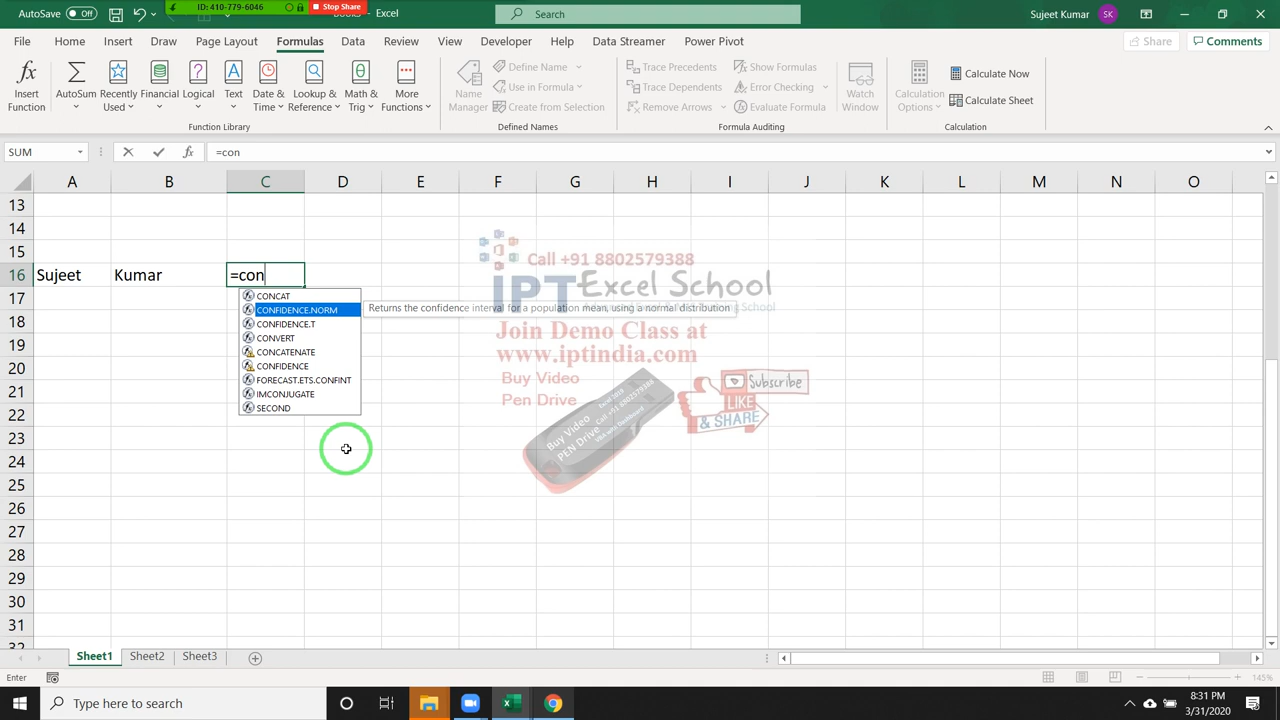 ID: 410-779-6046 Stop Share
AutoSave Off - Excel Search Sujeet Kumar SK
File Home Insert Draw Page Layout Formulas Data Review View Developer Help Data Streamer Power Pivot Share Comments
Insert Function
AutoSum
Recently Used
Financial
Logical
Text
Date & Time
Lookup & Reference
Math & Trig
More Functions
Function Library
Name Manager
Define Name
Use in Formula
Create from Selection
Defined Names
Trace Precedents
Trace Dependents
Remove Arrows
Show Formulas
Error Checking
Evaluate Formula
Watch Window
Formula Auditing
Calculation Options
Calculate Now
Calculate Sheet
Calculation
SUM fx =con
A B C D E F G H I J K L M N O
13
14
15
16 Sujeet Kumar =con
17
18
19
20
21
22
23
24
25
26
27
28
29
30
31
32
CONCAT
CONFIDENCE.NORM
CONFIDENCE.T
CONVERT
CONCATENATE
CONFIDENCE
FORECAST.ETS.CONFINT
IMCONJUGATE
SECOND
Returns the confidence interval for a population mean, using a normal distribution
Call +91 8802579388
IPT Excel School
Join Demo Class at
www.iptindia.com
Buy Video
Pen Drive
Subscribe
LIKE
& SHARE
Buy Video
PEN Drive
Sheet1 Sheet2 Sheet3
Enter 145%
Type here to search
8:31 PM
3/31/2020